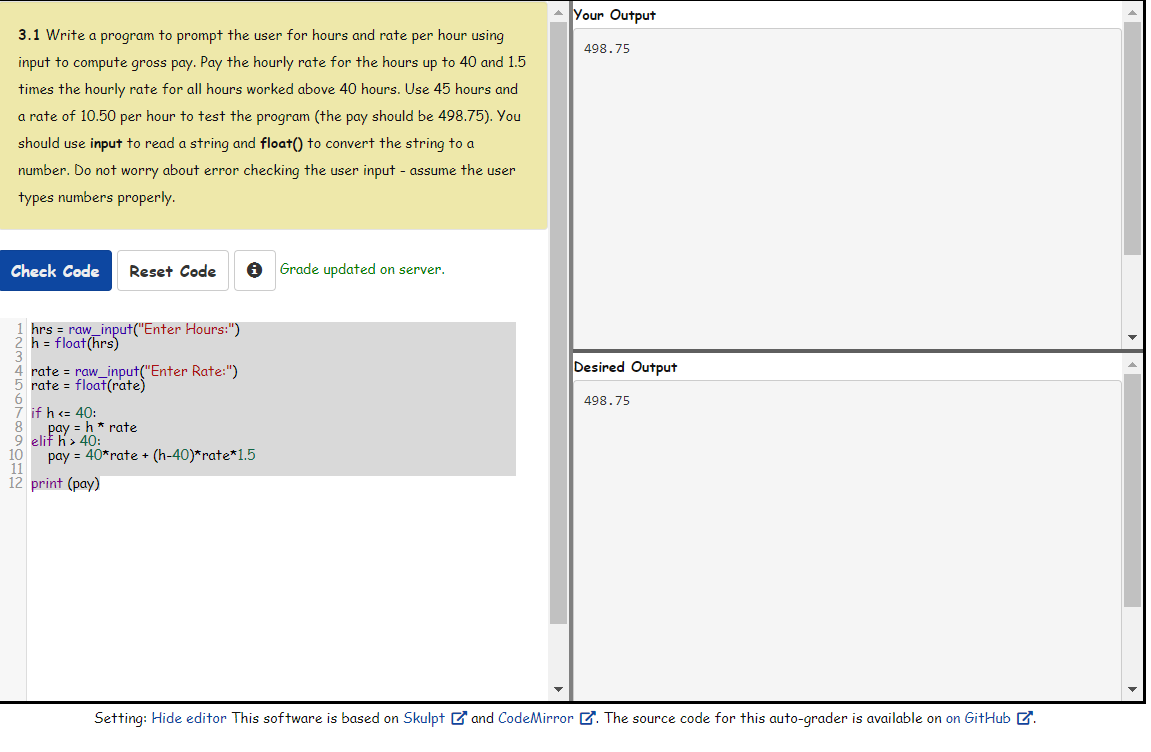 3.1 Write a program to prompt the user for hours and rate per hour using
input to compute gross pay. Pay the hourly rate for the hours up to 40 and 1.5
times the hourly rate for all hours worked above 40 hours. Use 45 hours and
a rate of 10.50 per hour to test the program (the pay should be 498.75). You
should use input to read a string and float() to convert the string to a
number. Do not worry about error checking the user input - assume the user
types numbers properly.
Check Code Reset Code Grade updated on server.
1 hrs = raw_input("Enter Hours:")
2 h = float(hrs)
3
4 rate = raw_input("Enter Rate:")
5 rate = float(rate)
6
7 if h <= 40:
8     pay = h * rate
9 elif h > 40:
10     pay = 40*rate + (h-40)*rate*1.5
11
12 print (pay)
Your Output
498.75
Desired Output
498.75
Setting: Hide editor This software is based on Skulpt and CodeMirror. The source code for this auto-grader is available on on GitHub.